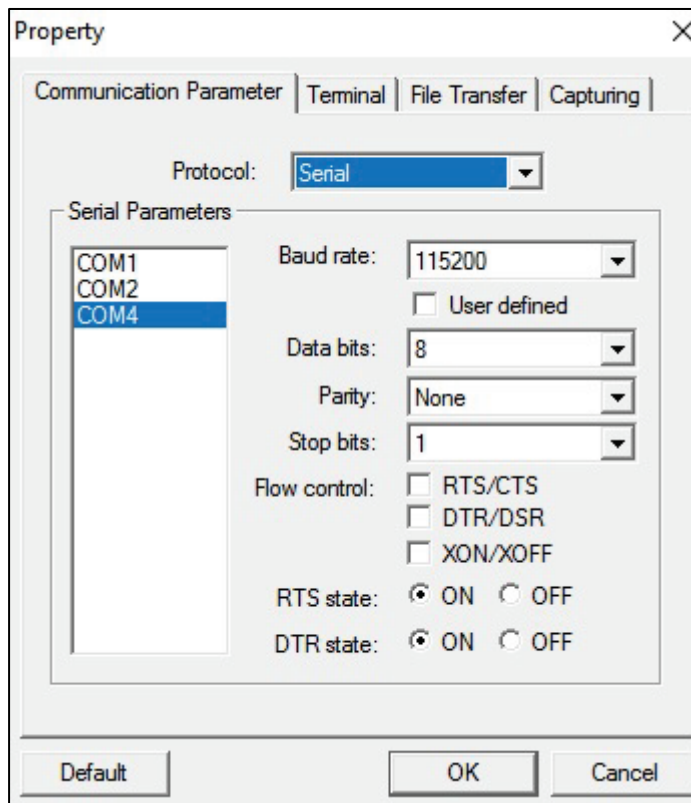 Property
Communication Parameter Terminal File Transfer Capturing
Protocol: Serial
Serial Parameters
COM1
COM2
COM4
Baud rate: 115200
User defined
Data bits: 8
Parity: None
Stop bits: 1
Flow control: RTS/CTS
DTR/DSR
XON/XOFF
RTS state: ON OFF
DTR state: ON OFF
Default OK Cancel